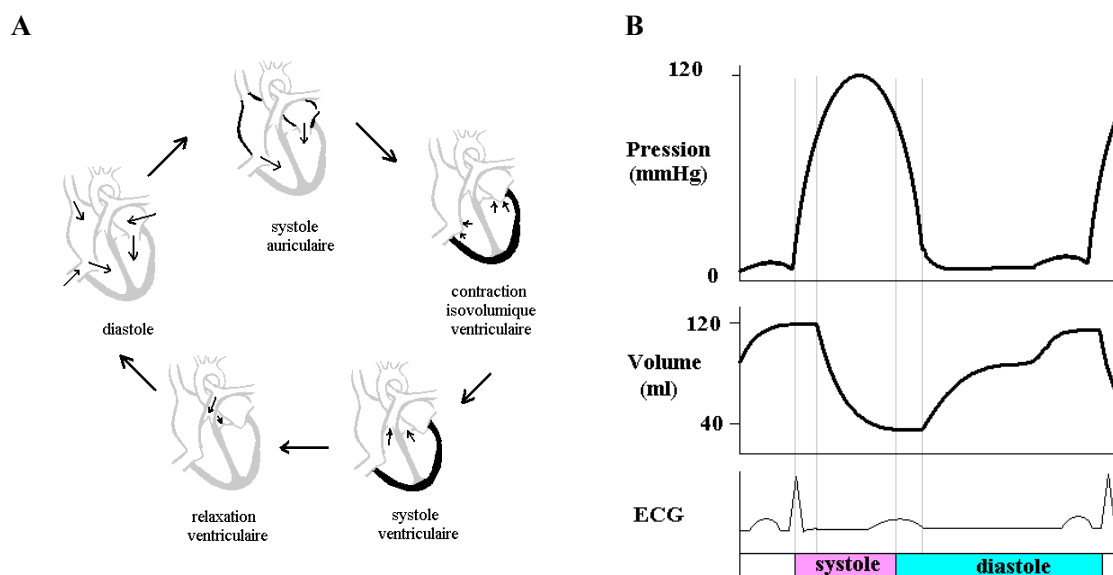 A
systole
auriculaire
contraction
isovolumique
ventriculaire
systole
ventriculaire
relaxation
ventriculaire
diastole
B
120
Pression
(mmHg)
0
120
Volume
(ml)
40
ECG
systole
diastole